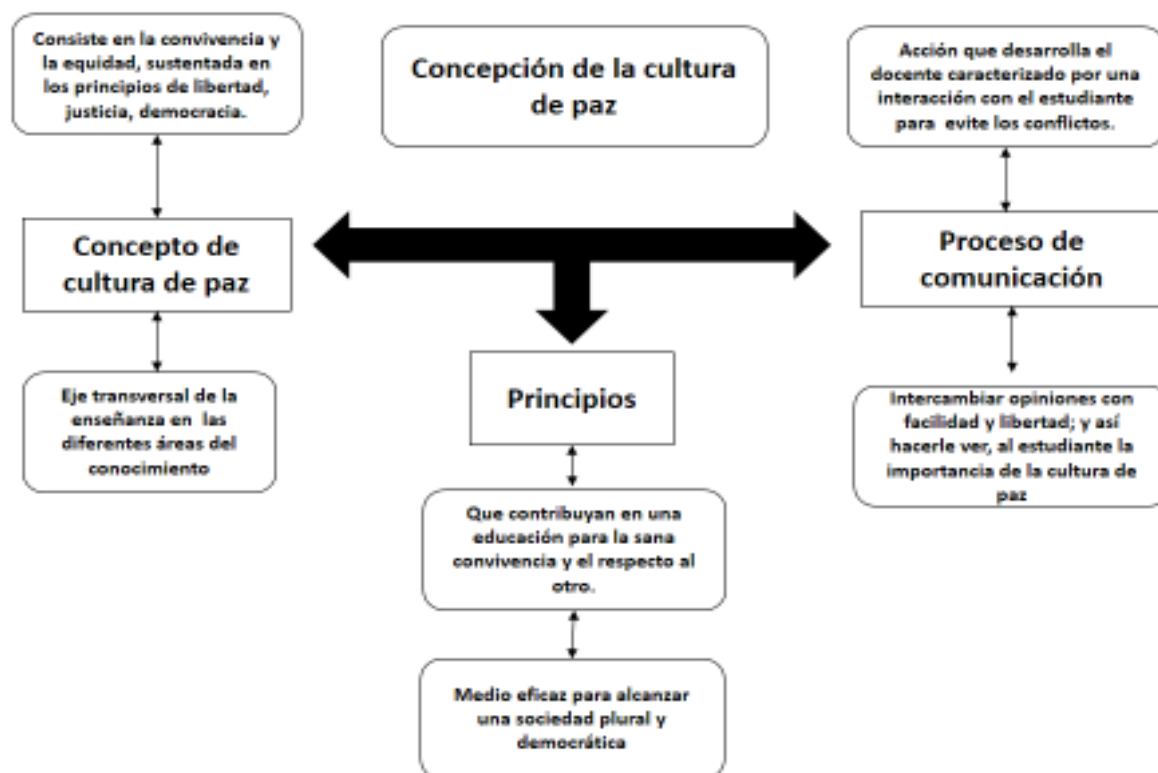 Consiste en la convivencia y
la equidad, sustentada en
los principios de libertad,
justicia, democracia.
Concepción de la cultura
de paz
Acción que desarrolla el
docente caracterizado por una
interacción con el estudiante
para evite los conflictos.
Concepto de
cultura de paz
Proceso de
comunicación
Eje transversal de la
enseñanza en las
diferentes áreas del
conocimiento
Principios
Intercambiar opiniones con
facilidad y libertad; y así
hacerle ver, al estudiante la
importancia de la cultura de
paz
Que contribuyan en una
educación para la sana
convivencia y el respecto al
otro.
Medio eficaz para alcanzar
una sociedad plural y
democrática